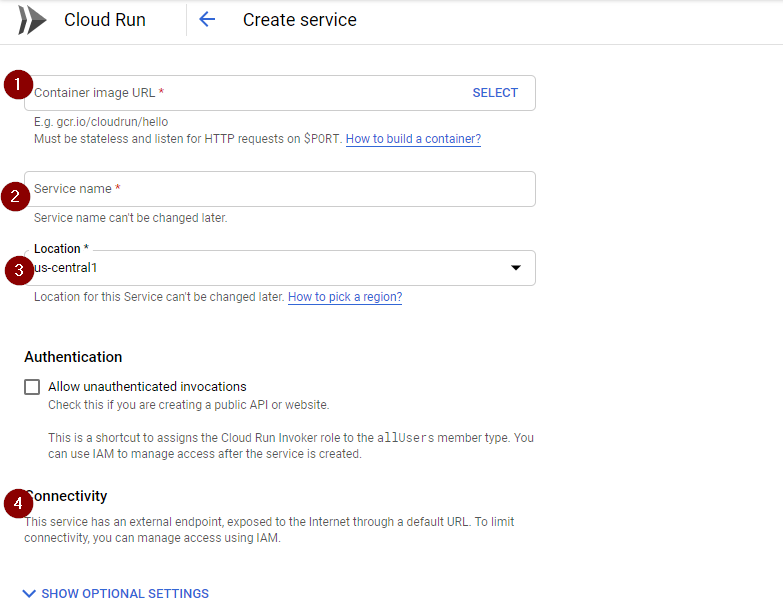 Cloud Run
Create service
1
Container image URL *
SELECT
E.g. gcr.io/cloudrun/hello
Must be stateless and listen for HTTP requests on $PORT. How to build a container?
2
Service name *
Service name can't be changed later.
Location *
3
us-central1
Location for this Service can't be changed later. How to pick a region?
Authentication
Allow unauthenticated invocations
Check this if you are creating a public API or website.
This is a shortcut to assigns the Cloud Run Invoker role to the allUsers member type. You
can use IAM to manage access after the service is created.
4
Connectivity
This service has an external endpoint, exposed to the Internet through a default URL. To limit
connectivity, you can manage access using IAM.
SHOW OPTIONAL SETTINGS